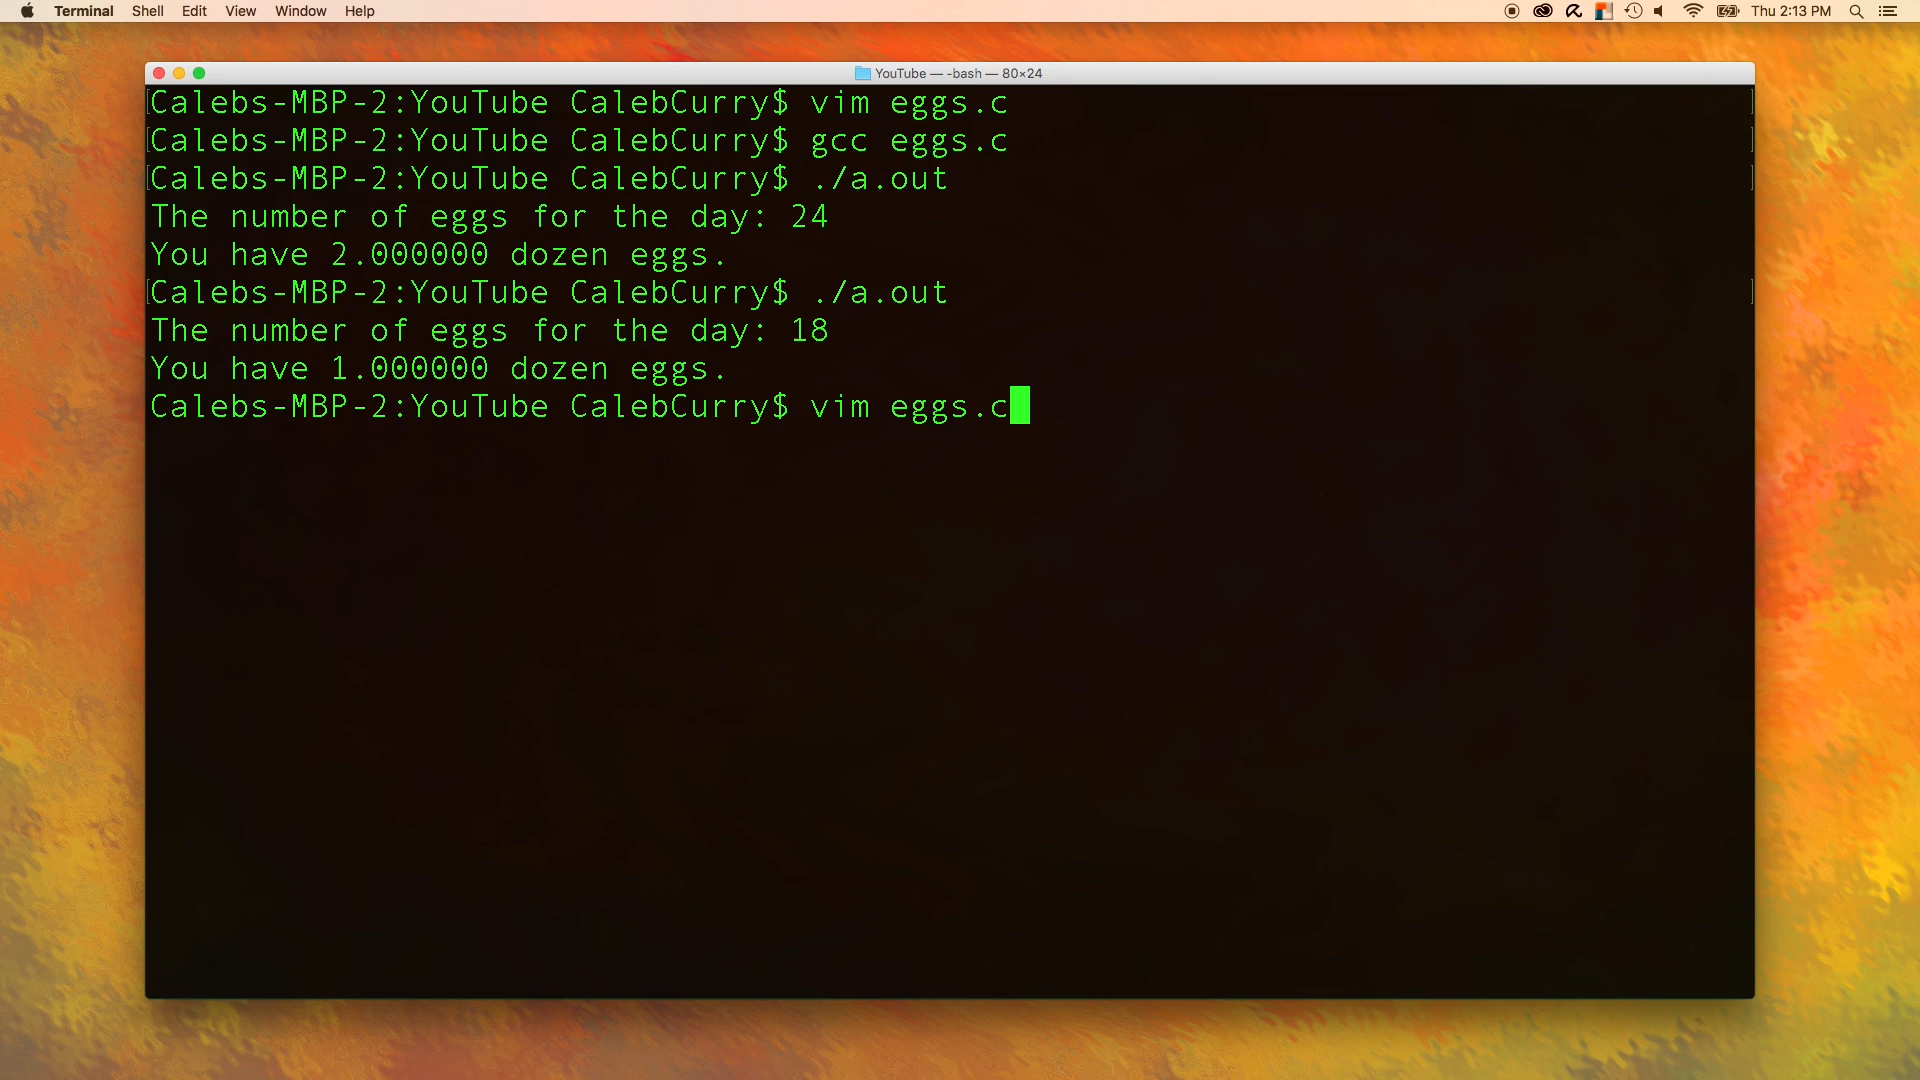 Terminal Shell Edit View Window Help Thu 2:13 PM
YouTube — -bash — 80×24
Calebs-MBP-2:YouTube CalebCurry$ vim eggs.c
Calebs-MBP-2:YouTube CalebCurry$ gcc eggs.c
Calebs-MBP-2:YouTube CalebCurry$ ./a.out
The number of eggs for the day: 24
You have 2.000000 dozen eggs.
Calebs-MBP-2:YouTube CalebCurry$ ./a.out
The number of eggs for the day: 18
You have 1.000000 dozen eggs.
Calebs-MBP-2:YouTube CalebCurry$ vim eggs.c